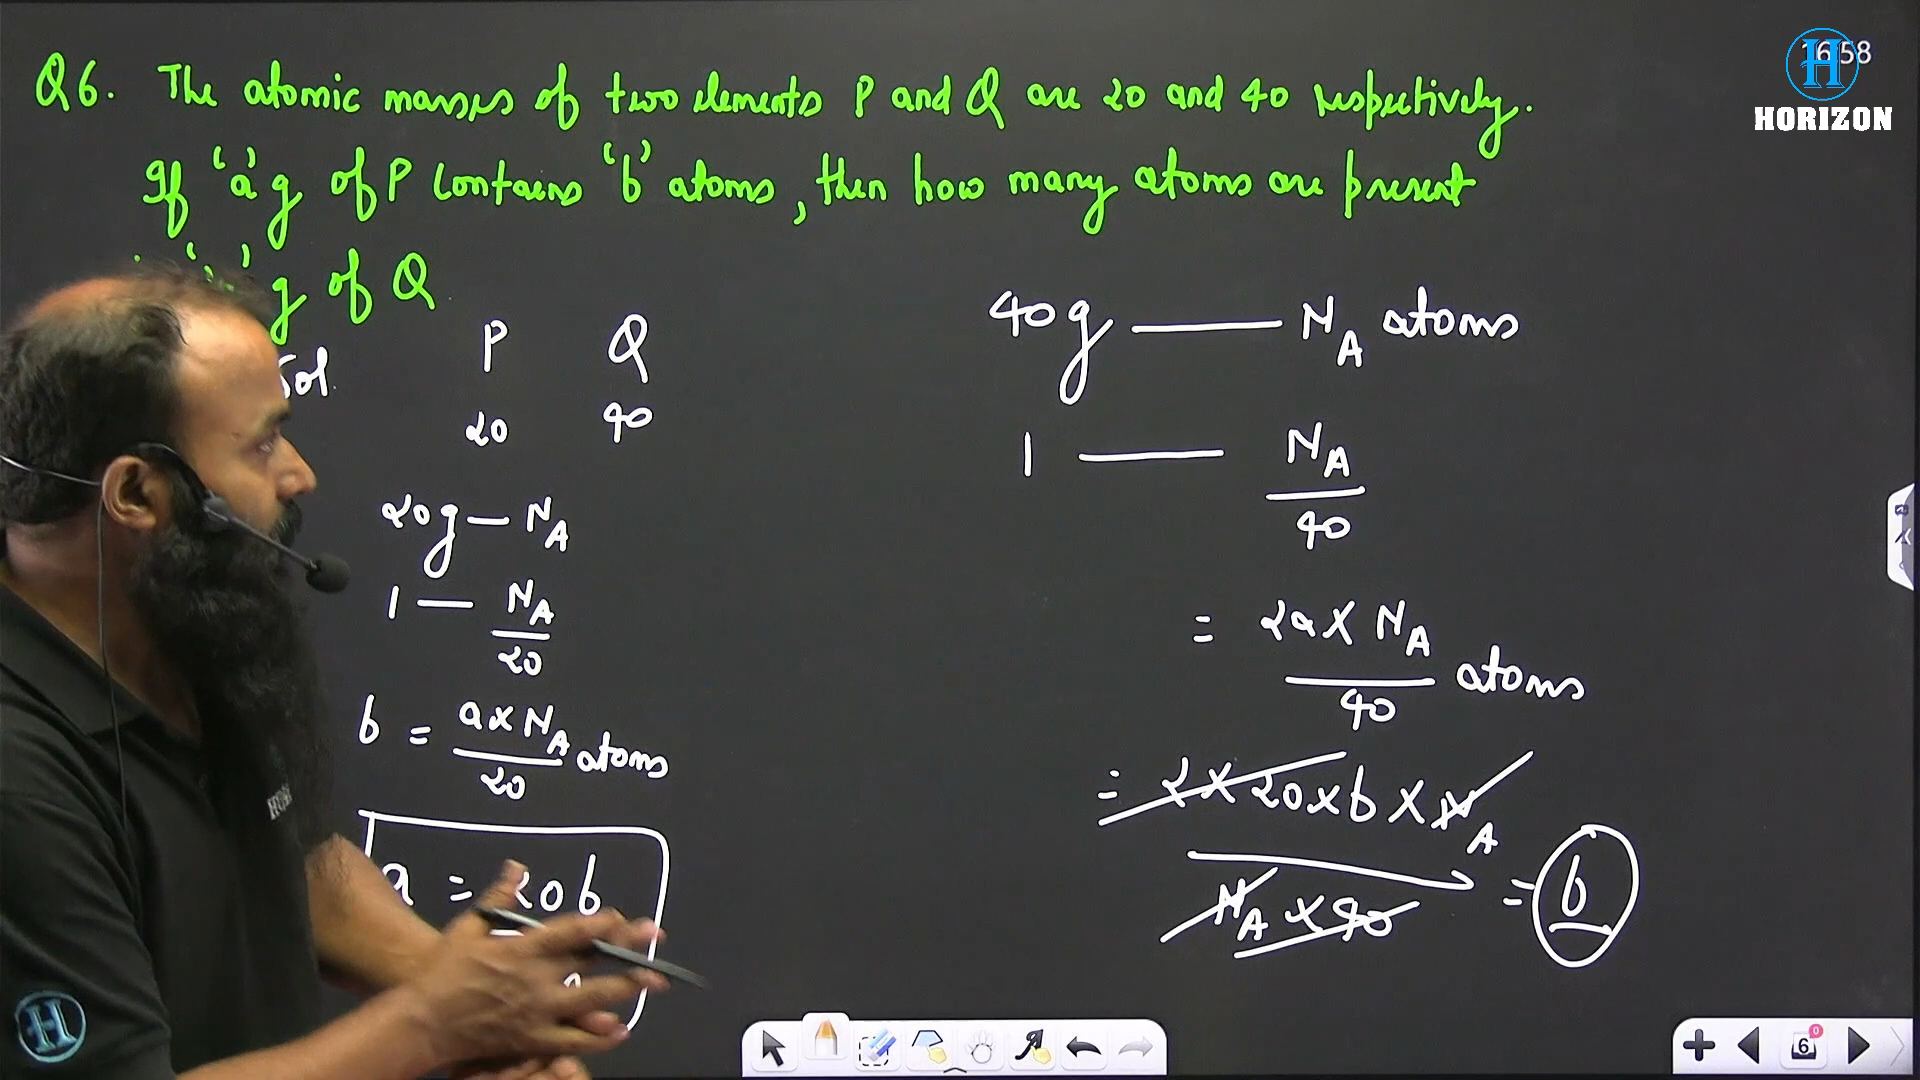 Q6. The atomic masses of two elements P and Q are 20 and 40 respectively.
If 'a' g of P contains 'b' atoms, then how many atoms are present
g of Q
Sol.
P Q
20 40
20g — N_A
1 — N_A/20
b = a×N_A/20 atoms
a = 20b
40g — N_A atoms
1 — N_A/40
= 2a×N_A/40 atoms
= 2×20×b×N_A/N_A×40 = b
16:58
H
HORIZON
H
6
0